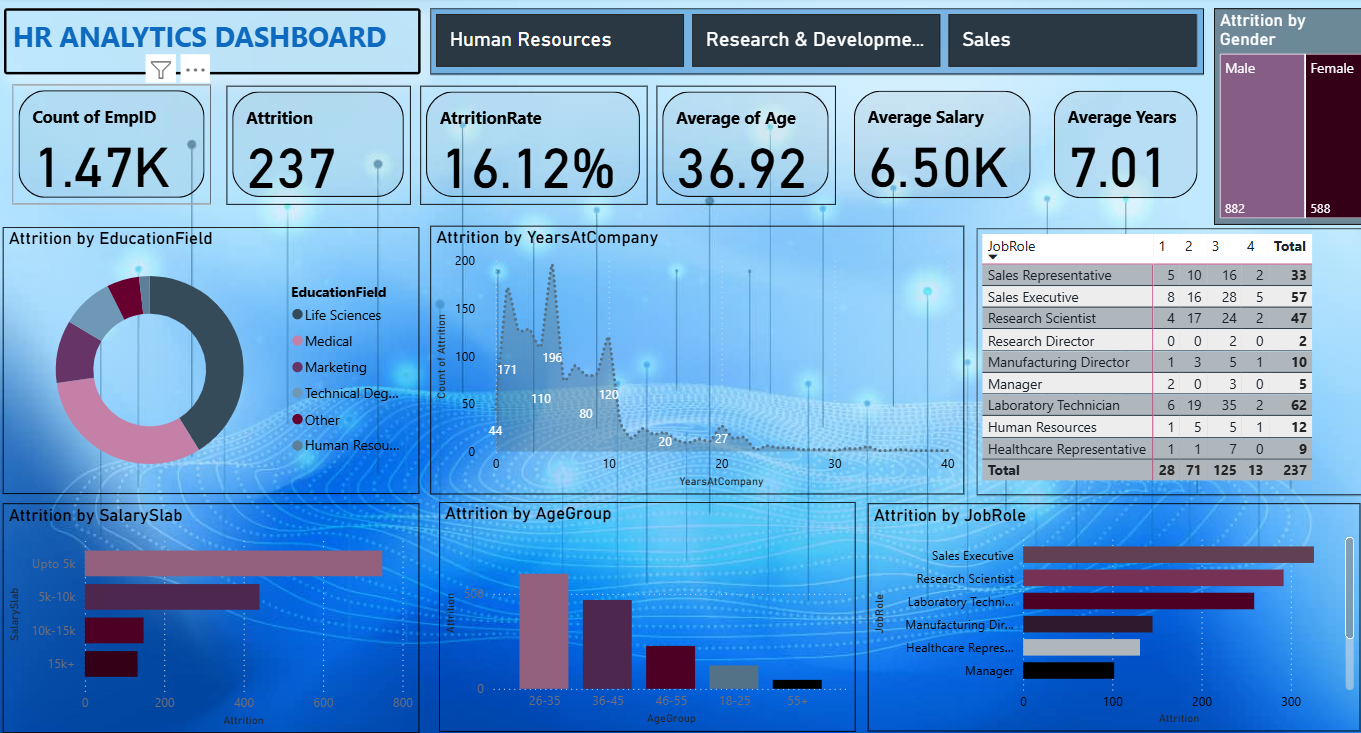 HR ANALYTICS DASHBOARD
Human Resources
Research & Developme...
Sales
Attrition by
Gender
Male
Female
882
588
Count of EmpID
1.47K
Attrition
237
AtrritionRate
16.12%
Average of Age
36.92
Average Salary
6.50K
Average Years
7.01
Attrition by EducationField
EducationField
Life Sciences
Medical
Marketing
Technical Deg...
Other
Human Resou...
Attrition by YearsAtCompany
Count of Attrition
200
150
100
50
0
171
196
110
80
120
44
20
27
0 10 20 30 40
YearsAtCompany
JobRole 1 2 3 4 Total
Sales Representative 5 10 16 2 33
Sales Executive 8 16 28 5 57
Research Scientist 4 17 24 2 47
Research Director 0 0 2 0 2
Manufacturing Director 1 3 5 1 10
Manager 2 0 3 0 5
Laboratory Technician 6 19 35 2 62
Human Resources 1 5 5 1 12
Healthcare Representative 1 1 7 0 9
Total 28 71 125 13 237
Attrition by SalarySlab
SalarySlab
Upto 5k
5k-10k
10k-15k
15k+
0 200 400 600 800
Attrition
Attrition by AgeGroup
Attrition
500
0
26-35 36-45 46-55 18-25 55+
AgeGroup
Attrition by JobRole
JobRole
Sales Executive
Research Scientist
Laboratory Techni...
Manufacturing Dir...
Healthcare Repres...
Manager
0 100 200 300
Attrition